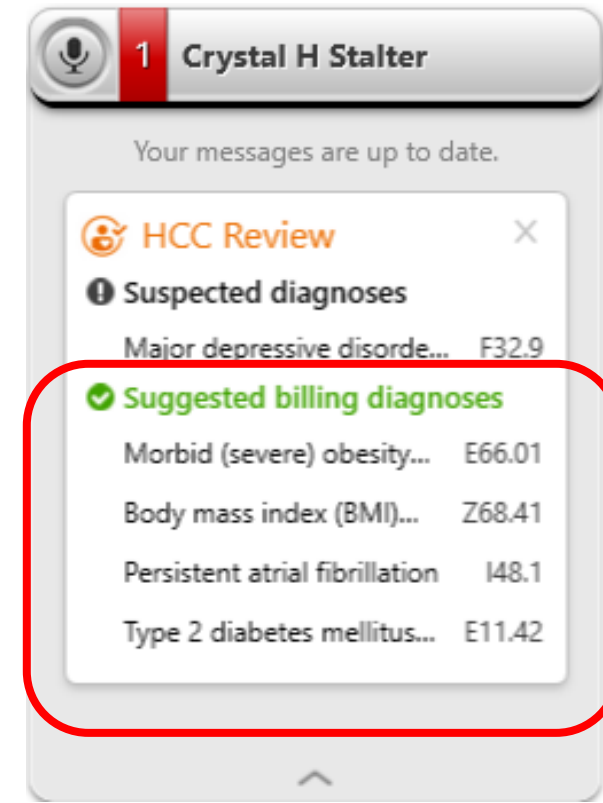 1 Crystal H Stalter
Your messages are up to date.
HCC Review
Suspected diagnoses
Major depressive disorde... F32.9
Suggested billing diagnoses
Morbid (severe) obesity... E66.01
Body mass index (BMI)... Z68.41
Persistent atrial fibrillation I48.1
Type 2 diabetes mellitus... E11.42